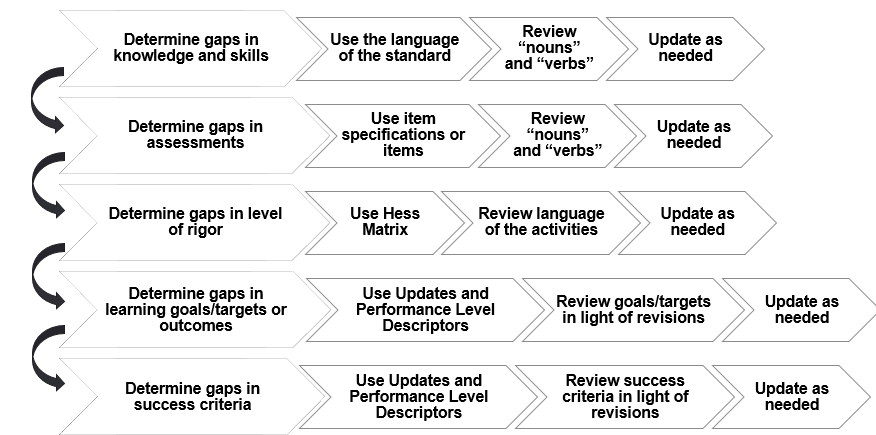 Determine gaps in
knowledge and skills
Use the language
of the standard
Review
“nouns”
and “verbs”
Update as
needed
Determine gaps in
assessments
Use item
specifications or
items
Review
“nouns”
and “verbs”
Update as
needed
Determine gaps in level
of rigor
Use Hess
Matrix
Review language
of the activities
Update as
needed
Determine gaps in
learning goals/targets or
outcomes
Use Updates and
Performance Level
Descriptors
Review goals/targets
in light of revisions
Update as
needed
Determine gaps in
success criteria
Use Updates and
Performance Level
Descriptors
Review success
criteria in light of
revisions
Update as
needed